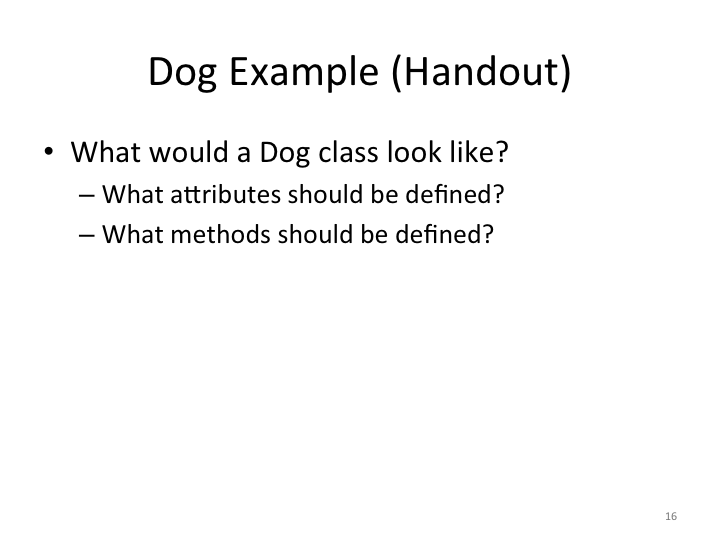 Dog Example (Handout)
• What would a Dog class look like?
– What attributes should be defined?
– What methods should be defined?
16